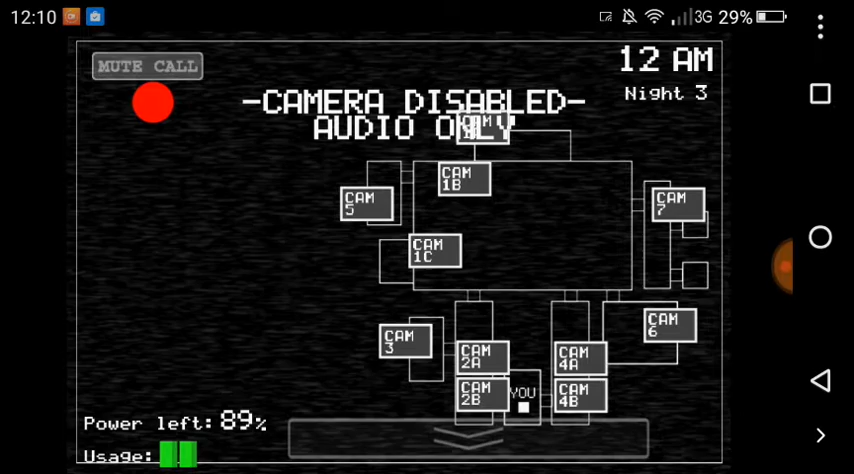 12:10
3G 29%
MUTE CALL
12 AM
Night 3
-CAMERA DISABLED-
AUDIO ONLY
CAM
CAM
1B
CAM
5
CAM
7
CAM
1C
CAM
3
CAM
6
CAM
2A
CAM
4A
CAM
2B
YOU
CAM
4B
Power left: 89%
Usage: